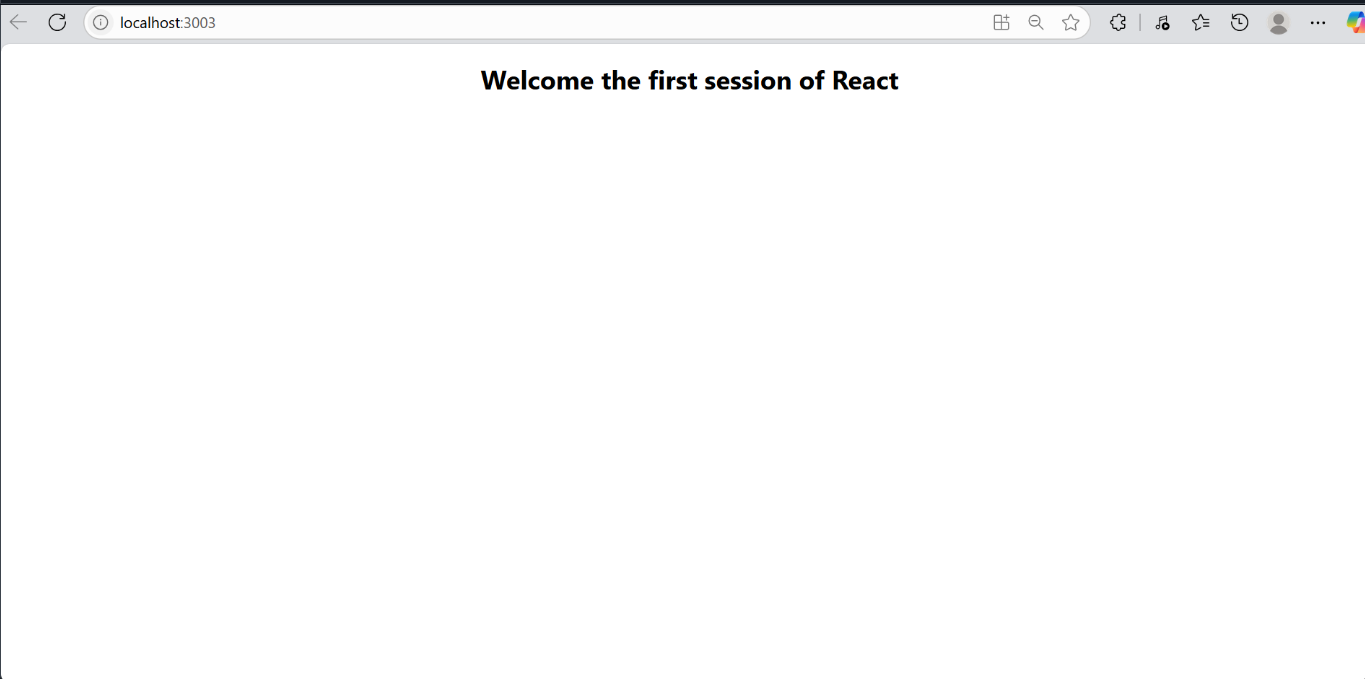 localhost:3003
Welcome the first session of React